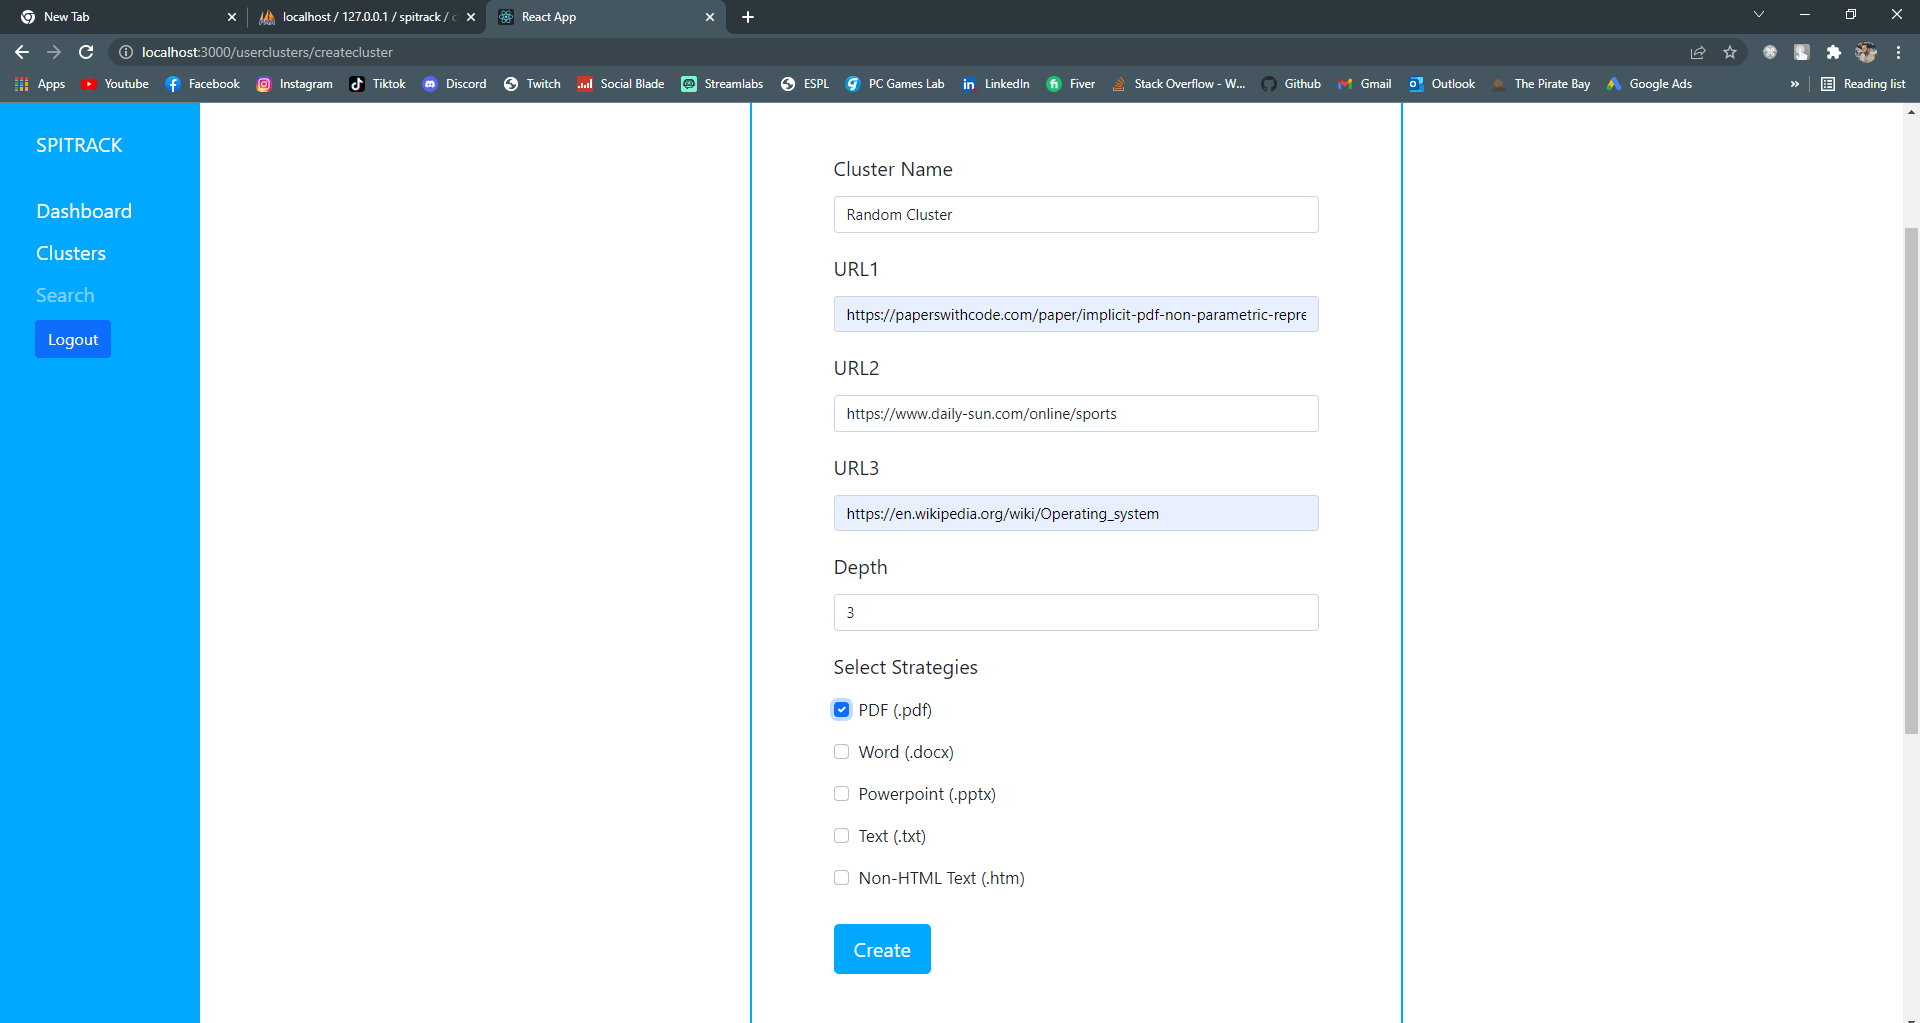 New Tab
localhost / 127.0.0.1 / spitrack / c
React App
localhost:3000/userclusters/createcluster
Apps
Youtube
Facebook
Instagram
Tiktok
Discord
Twitch
Social Blade
Streamlabs
ESPL
PC Games Lab
LinkedIn
Fiver
Stack Overflow - W...
Github
Gmail
Outlook
The Pirate Bay
Google Ads
»
Reading list
SPITRACK
Dashboard
Clusters
Search
Logout
Cluster Name
Random Cluster
URL1
https://paperswithcode.com/paper/implicit-pdf-non-parametric-repre
URL2
https://www.daily-sun.com/online/sports
URL3
https://en.wikipedia.org/wiki/Operating_system
Depth
3
Select Strategies
PDF (.pdf)
Word (.docx)
Powerpoint (.pptx)
Text (.txt)
Non-HTML Text (.htm)
Create